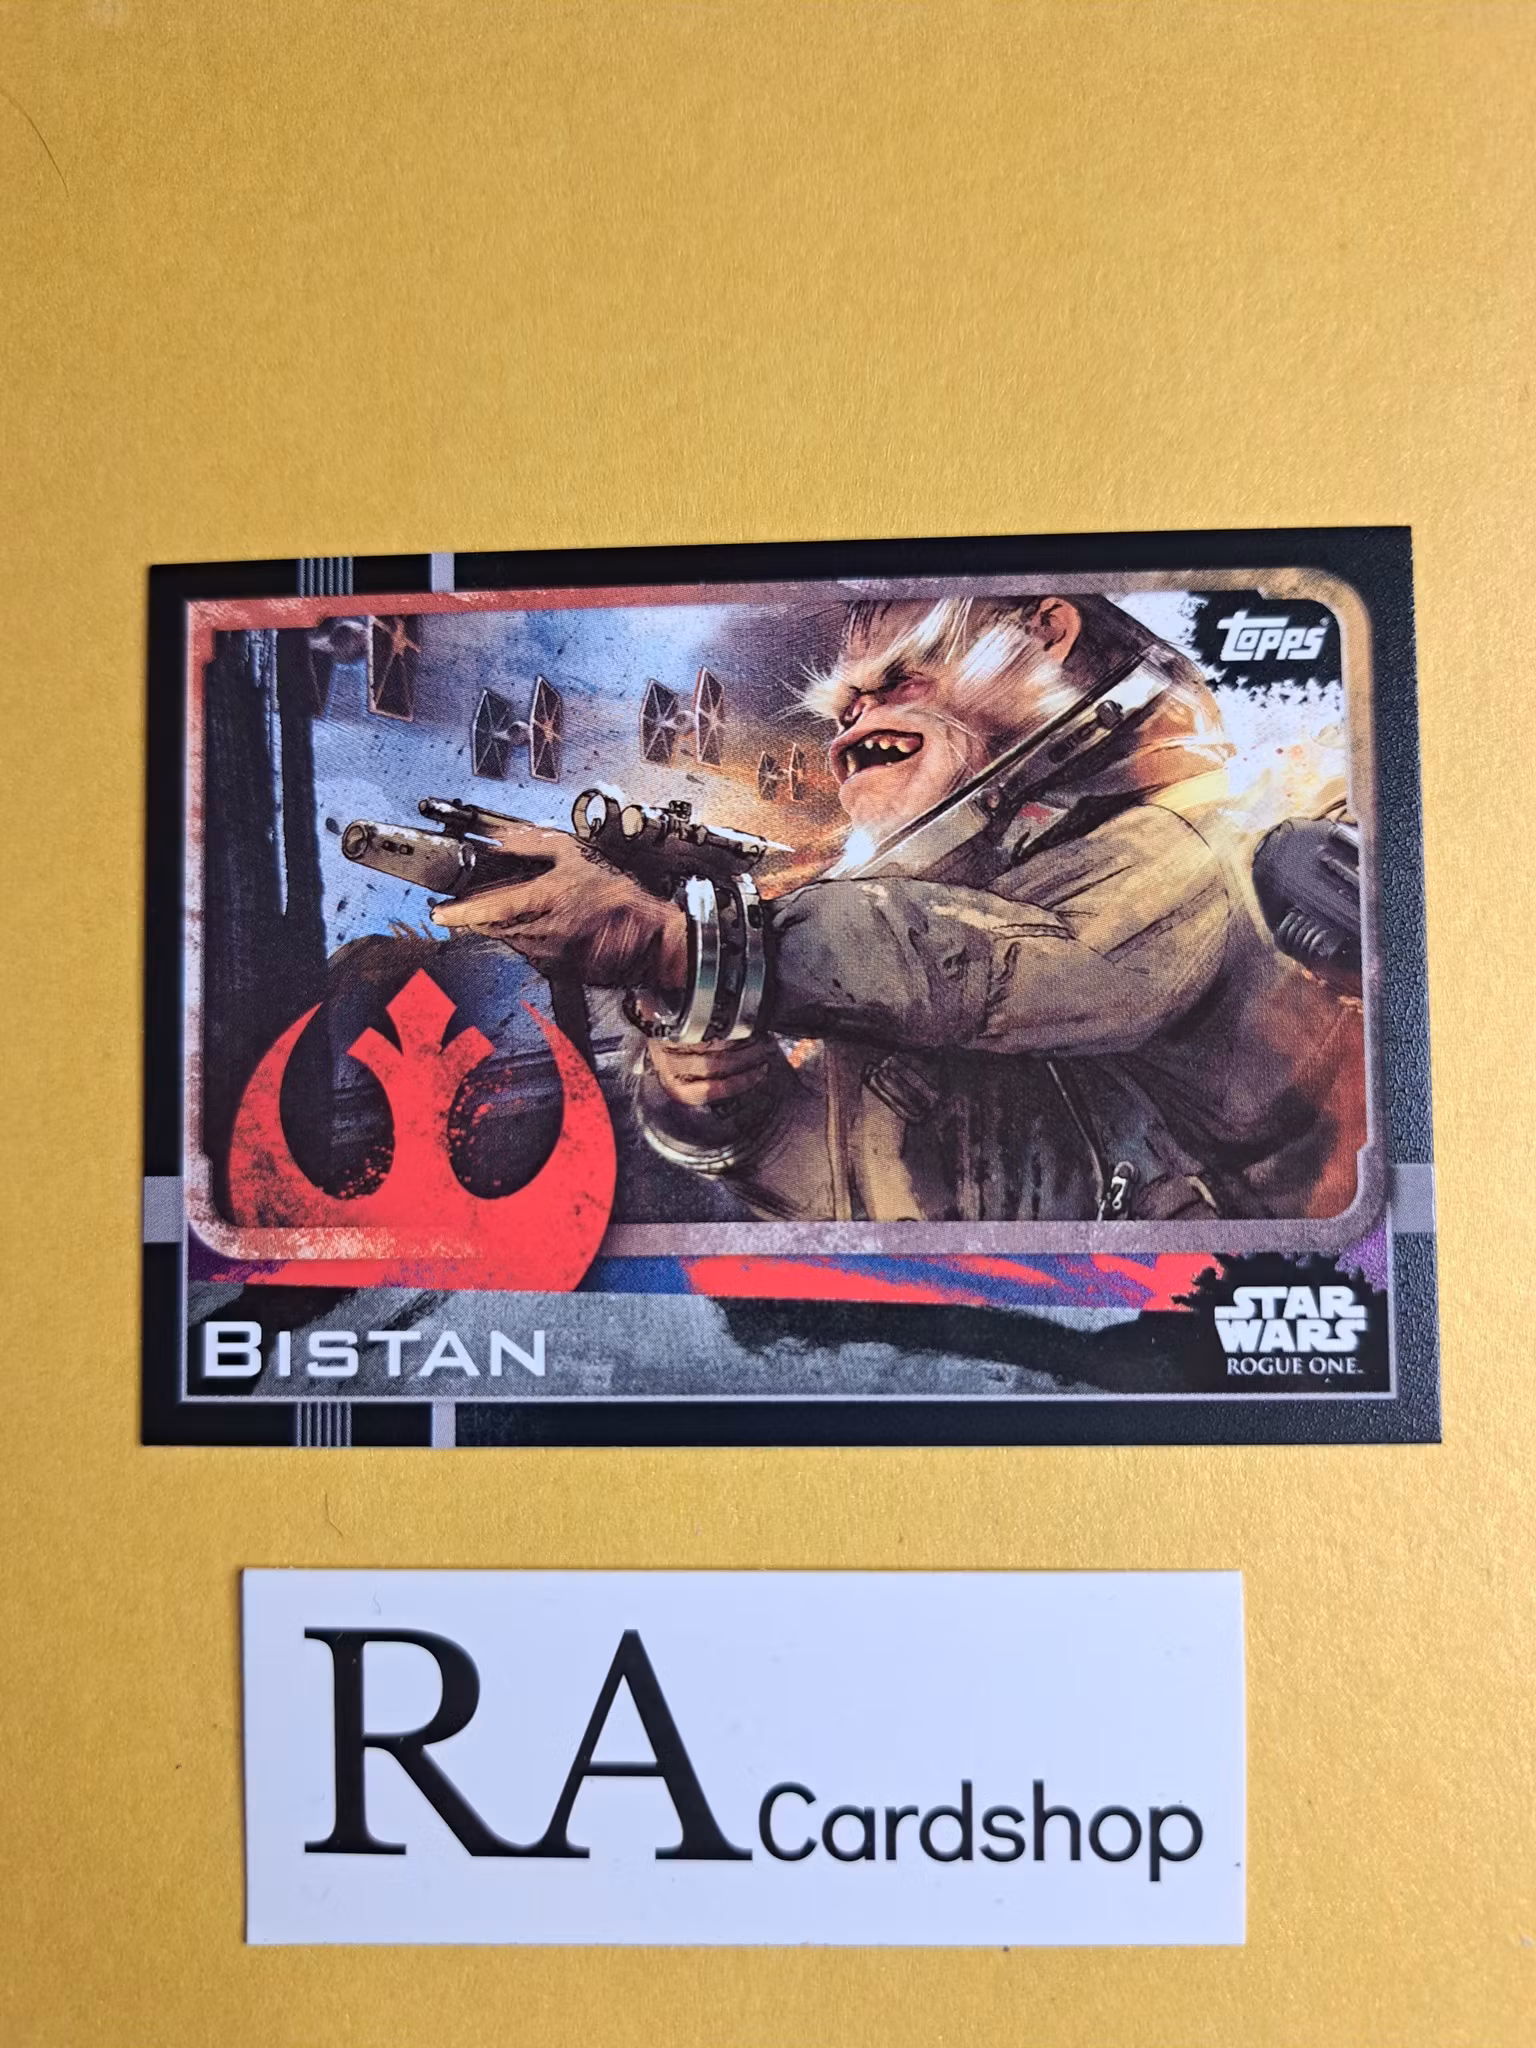 topps
BISTAN
STAR
WARS
ROGUE ONE
RA Cardshop